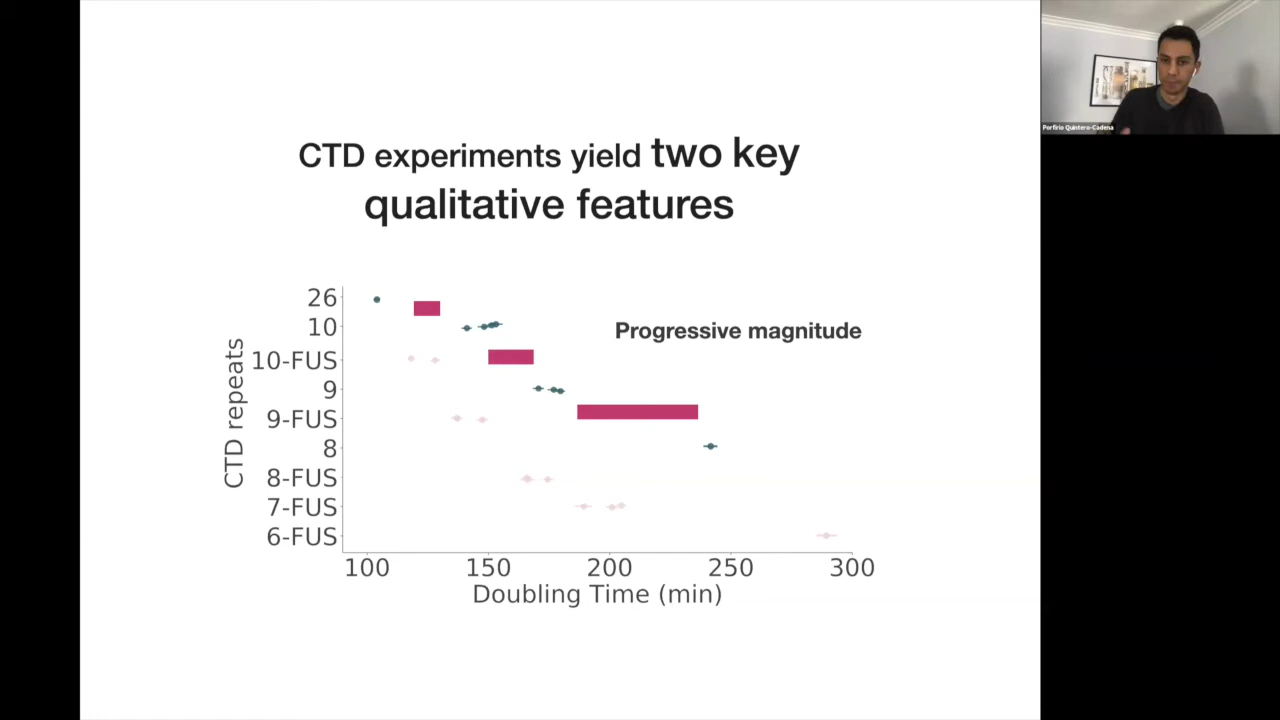 CTD experiments yield two key
qualitative features
Progressive magnitude
CTD repeats
26
10
10-FUS
9
9-FUS
8
8-FUS
7-FUS
6-FUS
100 150 200 250 300
Doubling Time (min)
Porfirio Quintero-Cadena